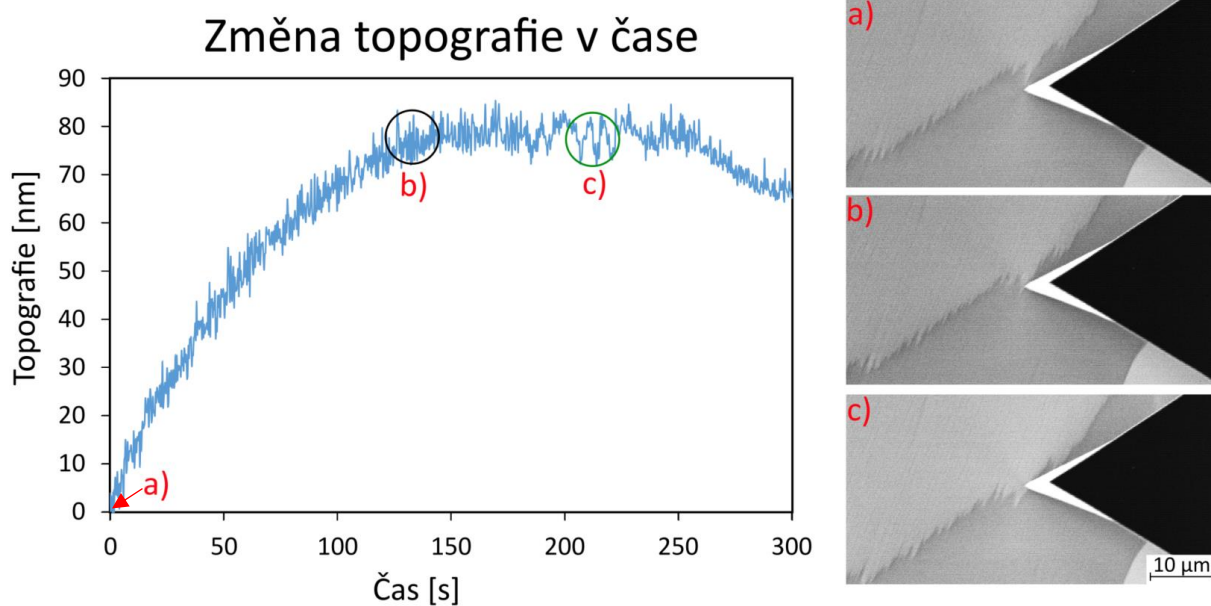 Změna topografie v čase
Topografie [nm]
90
80
70
60
50
40
30
20
10
0
a)
b)
c)
0 50 100 150 200 250 300
Čas [s]
a)
b)
c)
10 µm